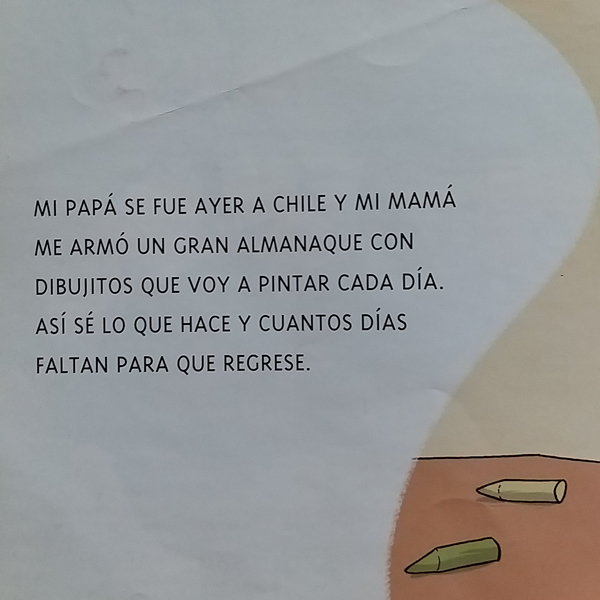 MI PAPÁ SE FUE AYER A CHILE Y MI MAMÁ
ME ARMÓ UN GRAN ALMANAQUE CON
DIBUJITOS QUE VOY A PINTAR CADA DÍA.
ASÍ SÉ LO QUE HACE Y CUANTOS DÍAS
FALTAN PARA QUE REGRESE.